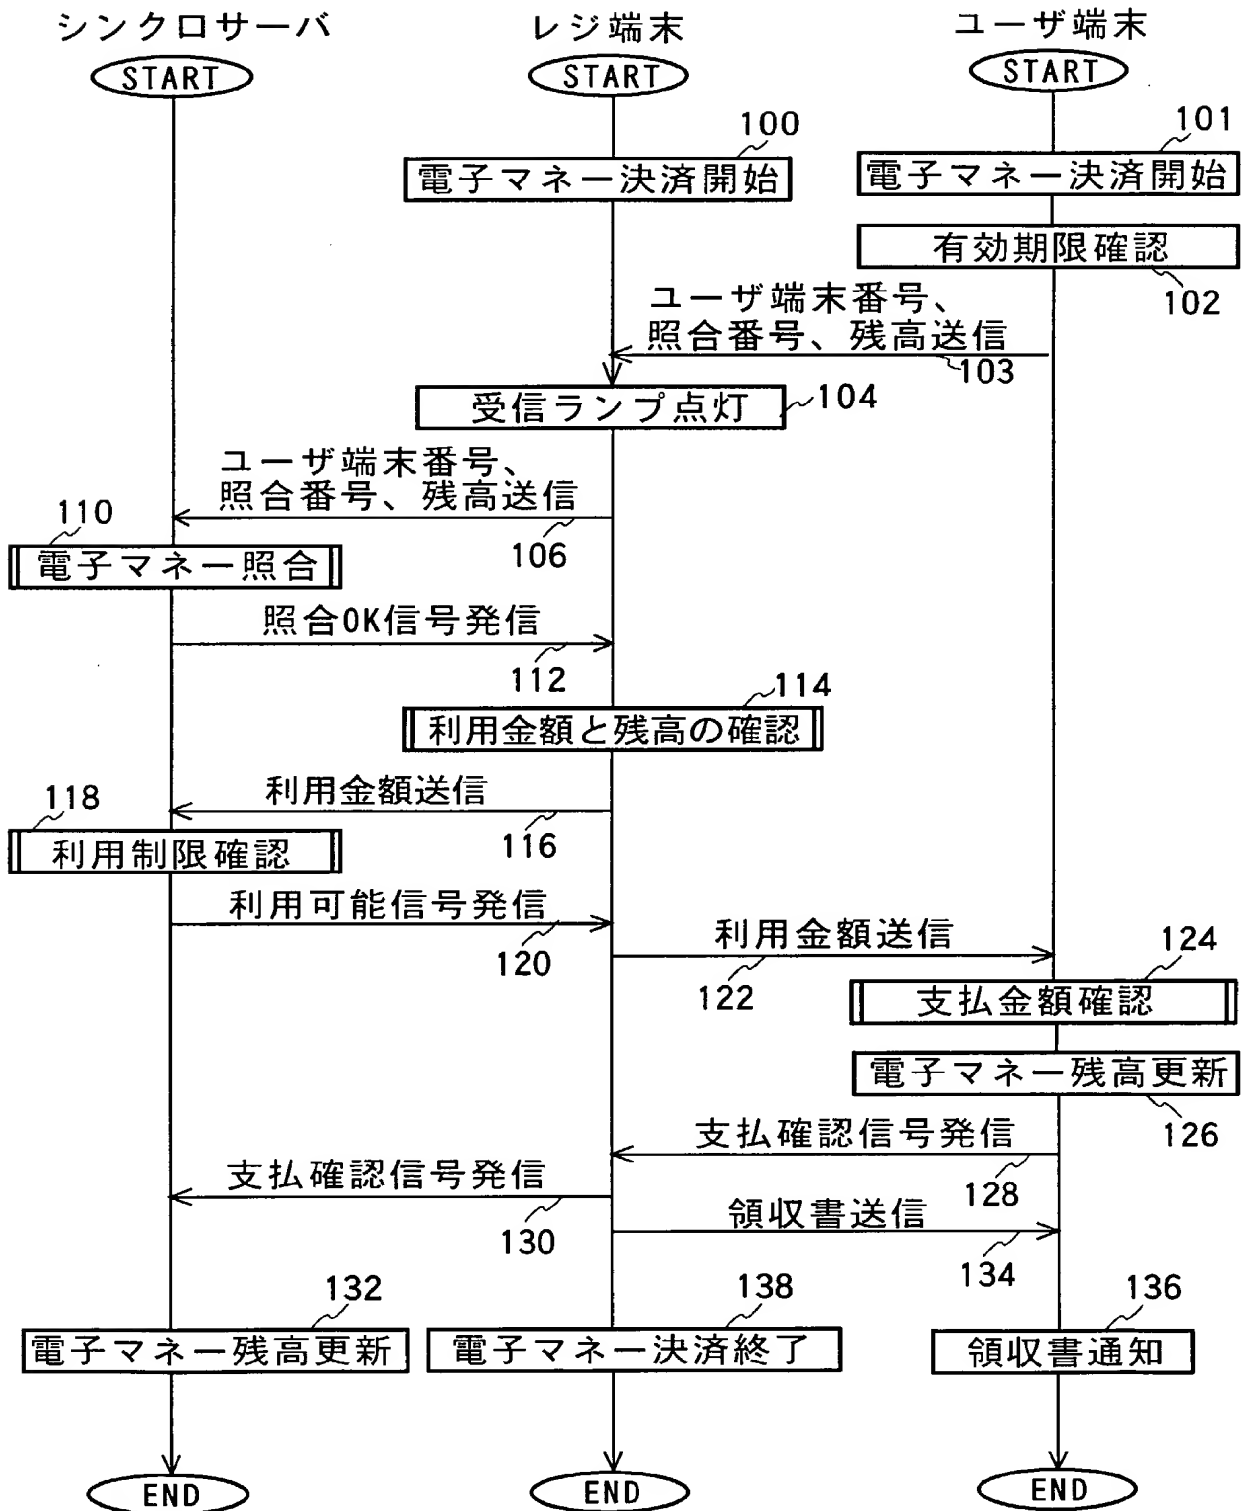 シンクロサーバ
レジ端末
ユーザ端末
START
START
START
100
101
電子マネー決済開始
電子マネー決済開始
有効期限確認
102
ユーザ端末番号、
照合番号、残高送信
103
受信ランプ点灯
104
ユーザ端末番号、
照合番号、残高送信
106
110
電子マネー照合
照合OK信号発信
112
114
利用金額と残高の確認
利用金額送信
116
118
利用制限確認
利用可能信号発信
120
利用金額送信
122
124
支払金額確認
電子マネー残高更新
126
支払確認信号発信
128
支払確認信号発信
130
領収書送信
134
132
138
136
電子マネー残高更新
電子マネー決済終了
領収書通知
END
END
END